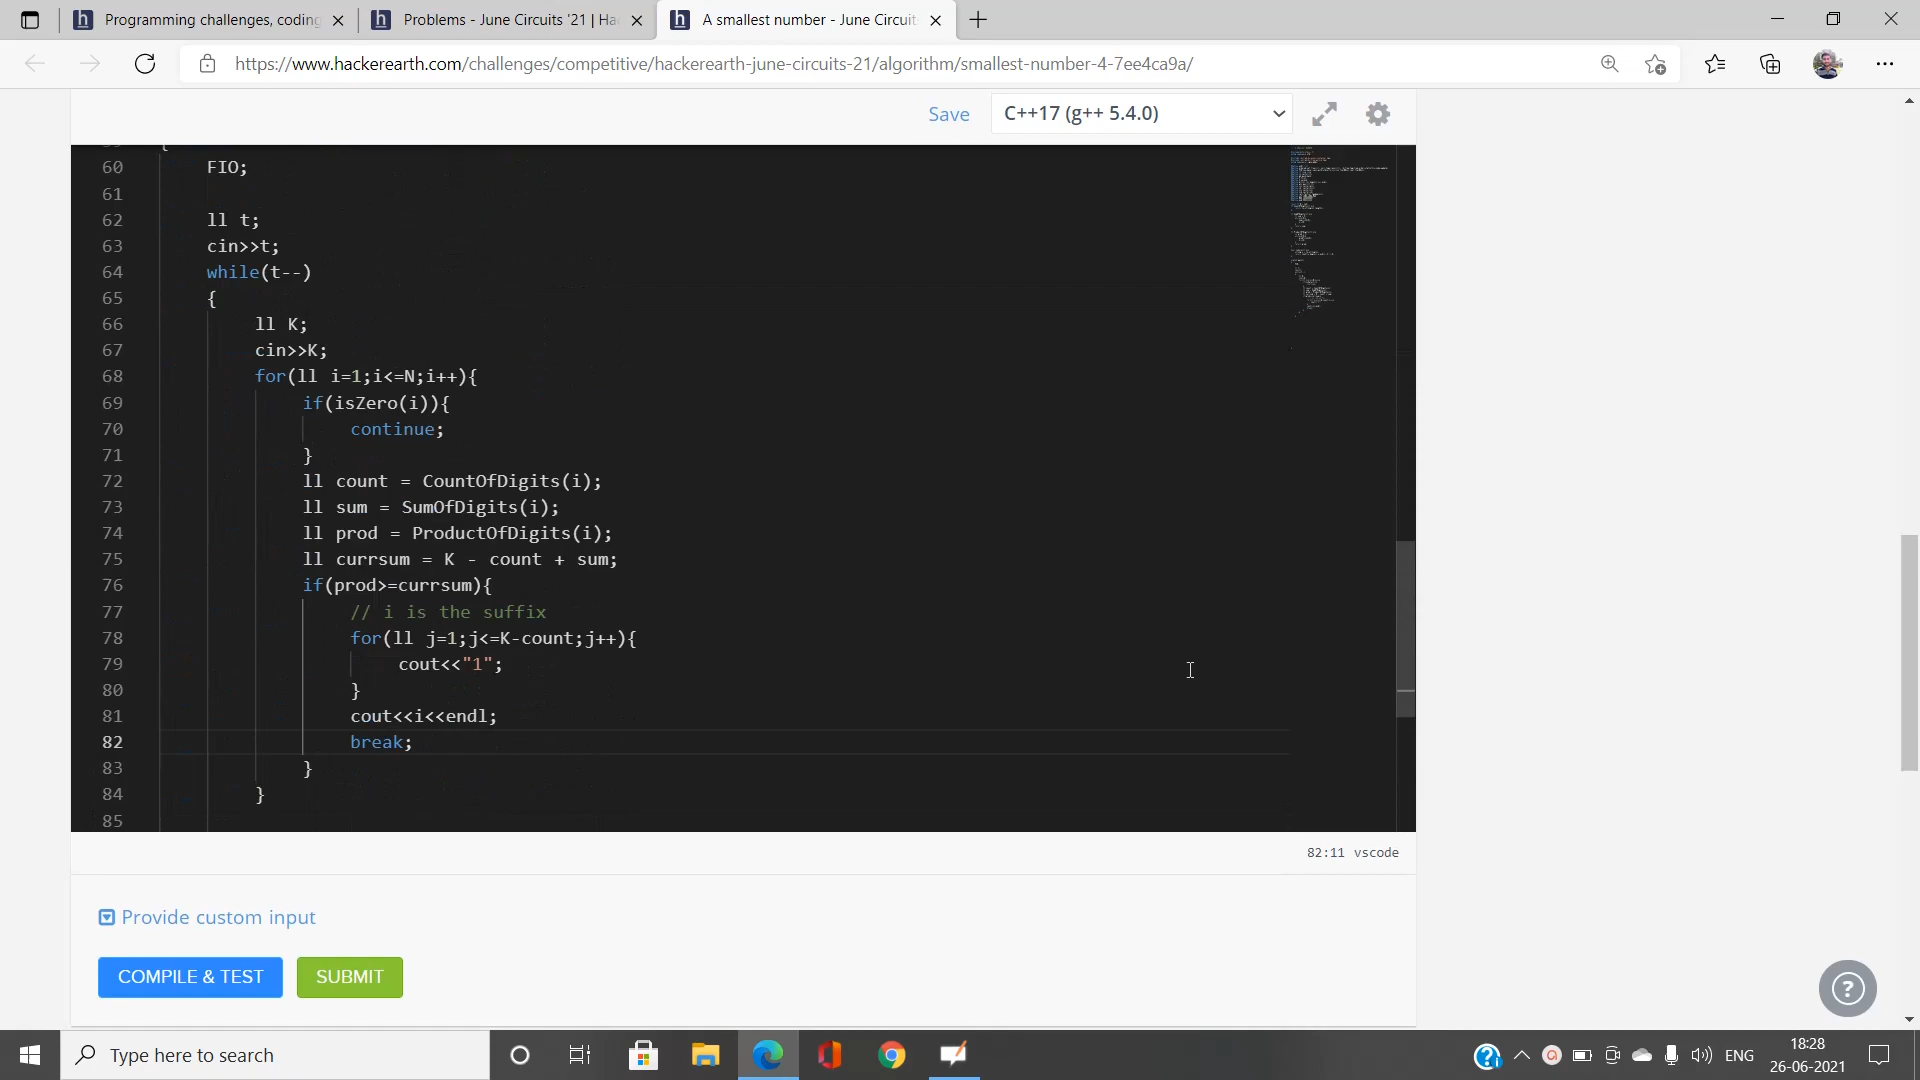 Programming challenges, coding
Problems - June Circuits '21 | Ha
A smallest number - June Circuit
https://www.hackerearth.com/challenges/competitive/hackerearth-june-circuits-21/algorithm/smallest-number-4-7ee4ca9a/
Save
C++17 (g++ 5.4.0)
60 FIO;
61
62 ll t;
63 cin>>t;
64 while(t--)
65 {
66 ll K;
67 cin>>K;
68 for(ll i=1;i<=N;i++){
69 if(isZero(i)){
70 continue;
71 }
72 ll count = CountOfDigits(i);
73 ll sum = SumOfDigits(i);
74 ll prod = ProductOfDigits(i);
75 ll currsum = K - count + sum;
76 if(prod>=currsum){
77 // i is the suffix
78 for(ll j=1;j<=K-count;j++){
79 cout<<"1";
80 }
81 cout<<i<<endl;
82 break;
83 }
84 }
85
82:11 vscode
Provide custom input
COMPILE & TEST
SUBMIT
?
Type here to search
ENG
18:28
26-06-2021